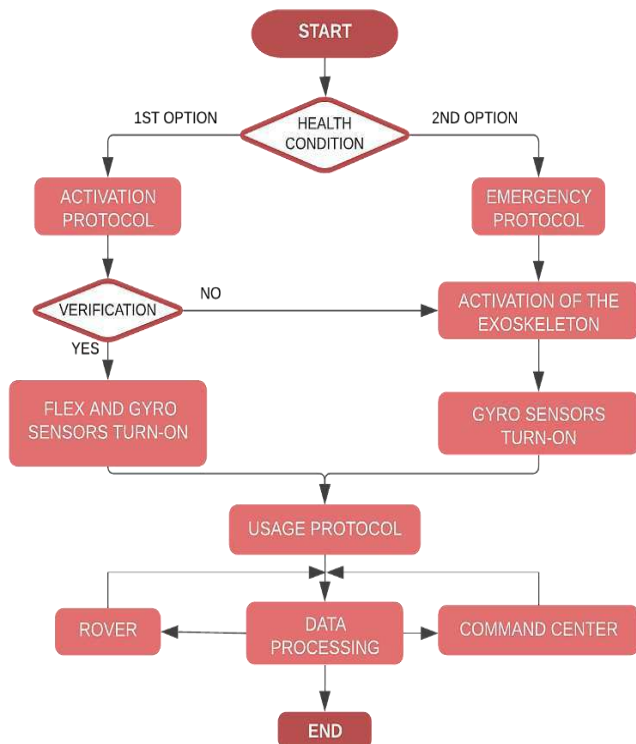 START
1ST OPTION
HEALTH
CONDITION
2ND OPTION
ACTIVATION
PROTOCOL
EMERGENCY
PROTOCOL
VERIFICATION
NO
ACTIVATION OF THE
EXOSKELETON
YES
FLEX AND GYRO
SENSORS TURN-ON
GYRO SENSORS
TURN-ON
USAGE PROTOCOL
ROVER
DATA
PROCESSING
COMMAND CENTER
END